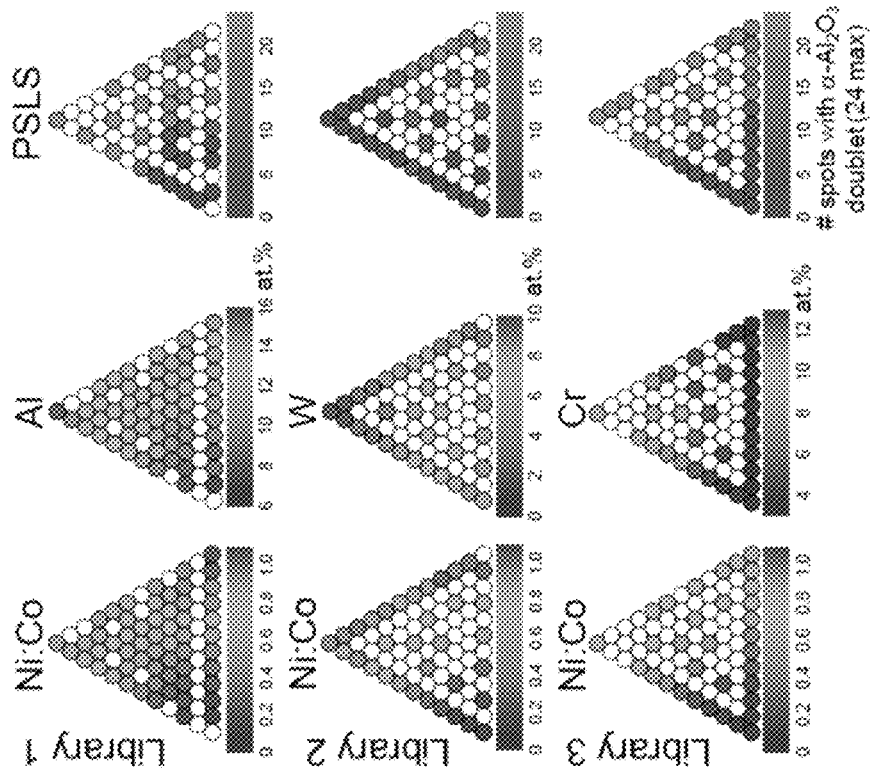 Ni:Co
Al
PSLS
Library 1
0 0.2 0.4 0.6 0.8 1.0
6 8 10 12 14 16 at.%
0 5 10 15 20
Ni:Co
W
Library 2
0 0.2 0.4 0.6 0.8 1.0
0 2 4 6 8 10 at.%
0 5 10 15 20
Ni:Co
Cr
Library 3
0 0.2 0.4 0.6 0.8 1.0
4 6 8 10 12 at.%
0 5 10 15 20
# spots with α-Al₂O₃
doublet (24 max)